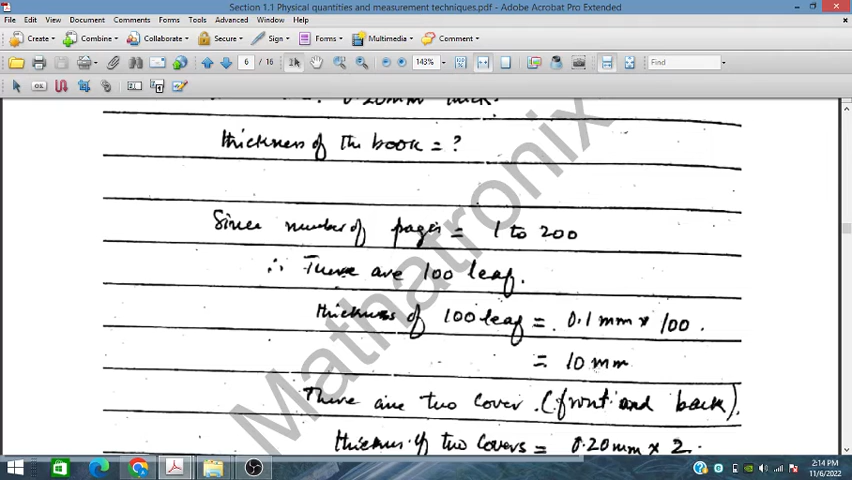 Section 1.1 Physical quantities and measurement techniques.pdf - Adobe Acrobat Pro Extended
File Edit View Document Comments Forms Tools Advanced Window Help
Create Combine Collaborate Secure Sign Forms Multimedia Comment
6 / 16 143% Find
0.20mm thick.
thickness of the book = ?
Since number of pages = 1 to 200
∴ There are 100 leaf.
thickness of 100 leaf = 0.1 mm × 100.
= 10 mm
There are two cover. (front and back).
thickness of two covers = 0.20mm × 2.
Mathatronix
2:14 PM
11/6/2022